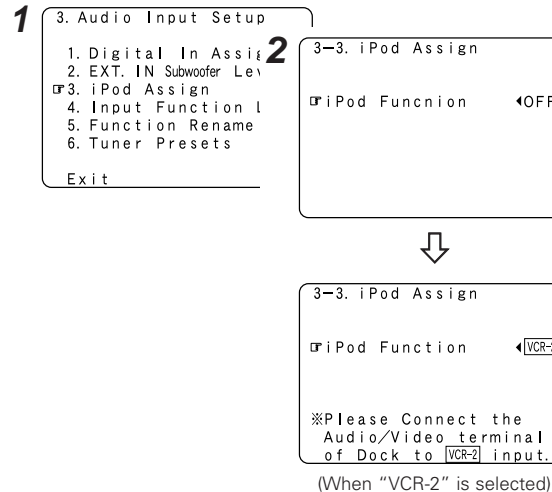 1
3. Audio Input Setup
1. Digital In
2. EXT. IN Subwoofer
☞3. iPod Assign
4. Input Function
5. Function Rename
6. Tuner Presets
Exit
2
3-3. iPod Assign
☞iPod Funcnion ◀OFF
3-3. iPod Assign
☞iPod Function ◀VCR-2
※Please Connect the
Audio/Video terminal
of Dock to VCR-2 input.
(When “VCR-2” is selected)